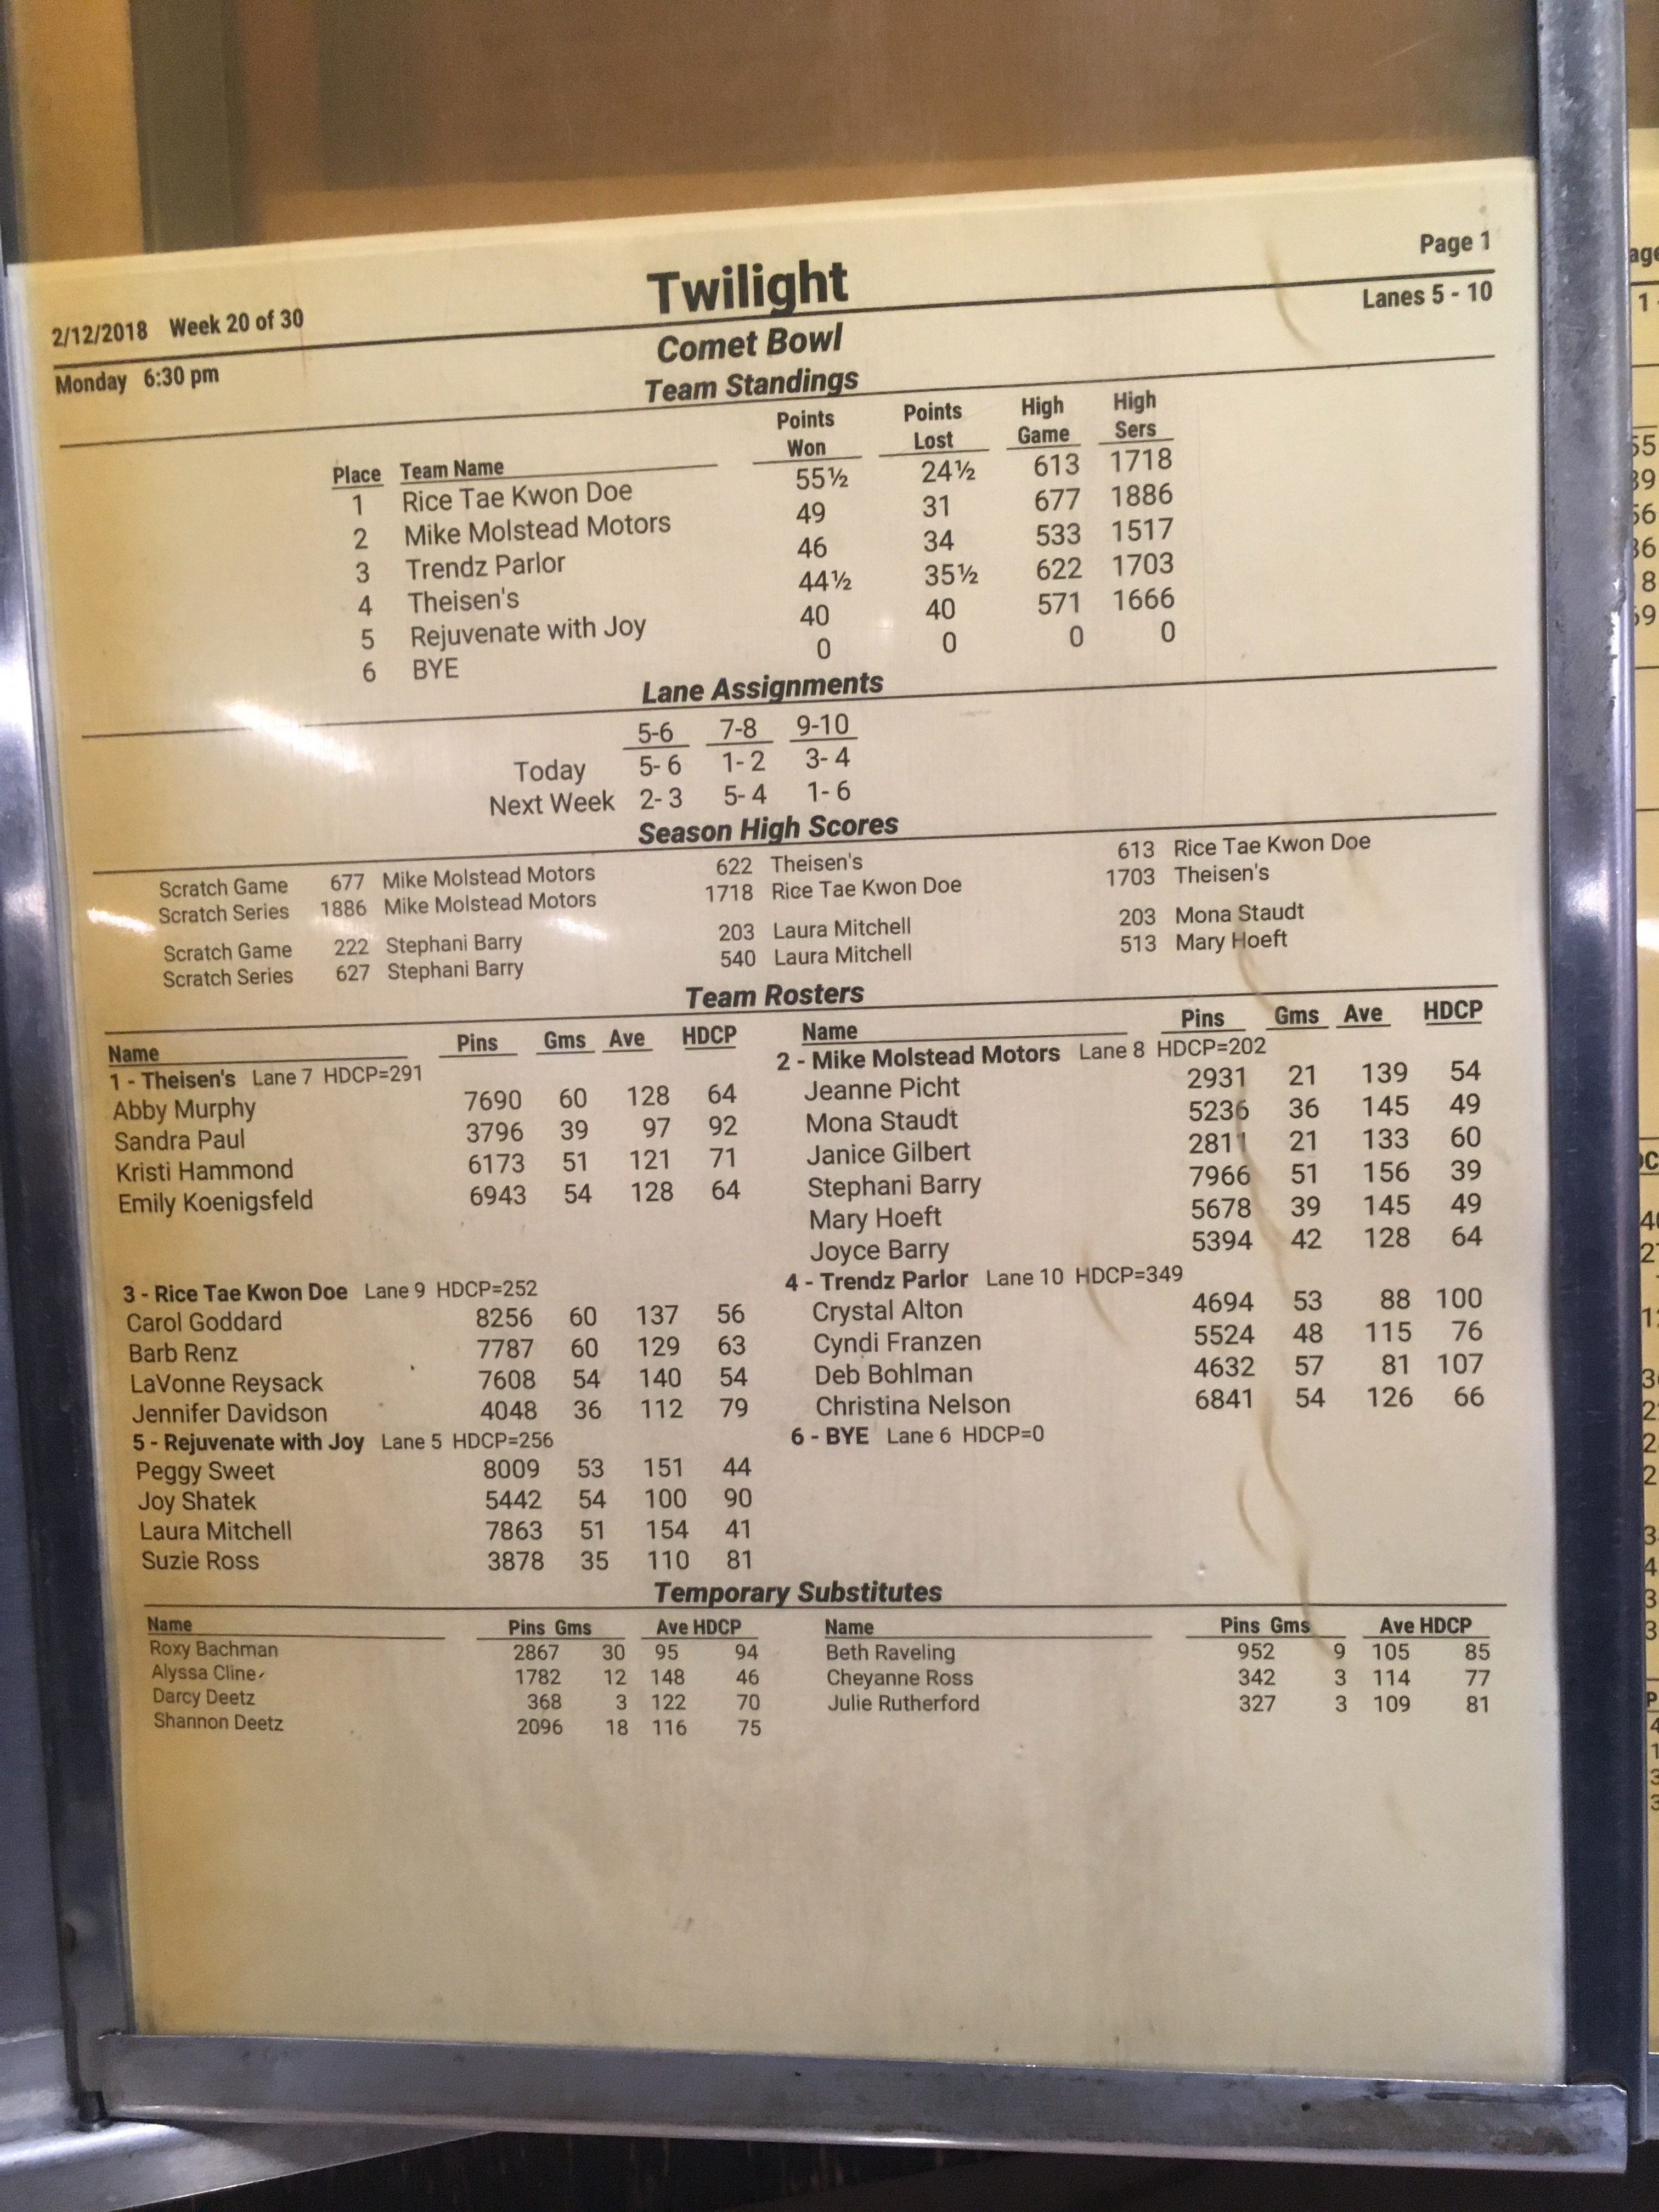 Page 1
Twilight
2/12/2018 Week 20 of 30
Lanes 5 - 10
Comet Bowl
Monday 6:30 pm
Team Standings
Place Team Name Points Won Points Lost High Game High Sers
1 Rice Tae Kwon Doe 55½ 24½ 613 1718
2 Mike Molstead Motors 49 31 677 1886
3 Trendz Parlor 46 34 533 1517
4 Theisen's 44½ 35½ 622 1703
5 Rejuvenate with Joy 40 40 571 1666
6 BYE 0 0 0 0
Lane Assignments
5-6 7-8 9-10
Today 5- 6 1- 2 3- 4
Next Week 2- 3 5- 4 1- 6
Season High Scores
Scratch Game 677 Mike Molstead Motors 622 Theisen's 613 Rice Tae Kwon Doe
Scratch Series 1886 Mike Molstead Motors 1718 Rice Tae Kwon Doe 1703 Theisen's
Scratch Game 222 Stephani Barry 203 Laura Mitchell 203 Mona Staudt
Scratch Series 627 Stephani Barry 540 Laura Mitchell 513 Mary Hoeft
Team Rosters
Name Pins Gms Ave HDCP
1 - Theisen's Lane 7 HDCP=291
Abby Murphy 7690 60 128 64
Sandra Paul 3796 39 97 92
Kristi Hammond 6173 51 121 71
Emily Koenigsfeld 6943 54 128 64
Name Pins Gms Ave HDCP
2 - Mike Molstead Motors Lane 8 HDCP=202
Jeanne Picht 2931 21 139 54
Mona Staudt 5236 36 145 49
Janice Gilbert 2811 21 133 60
Stephani Barry 7966 51 156 39
Mary Hoeft 5678 39 145 49
Joyce Barry 5394 42 128 64
3 - Rice Tae Kwon Doe Lane 9 HDCP=252
Carol Goddard 8256 60 137 56
Barb Renz 7787 60 129 63
LaVonne Reysack 7608 54 140 54
Jennifer Davidson 4048 36 112 79
4 - Trendz Parlor Lane 10 HDCP=349
Crystal Alton 4694 53 88 100
Cyndi Franzen 5524 48 115 76
Deb Bohlman 4632 57 81 107
Christina Nelson 6841 54 126 66
5 - Rejuvenate with Joy Lane 5 HDCP=256
Peggy Sweet 8009 53 151 44
Joy Shatek 5442 54 100 90
Laura Mitchell 7863 51 154 41
Suzie Ross 3878 35 110 81
6 - BYE Lane 6 HDCP=0
Temporary Substitutes
Name Pins Gms Ave HDCP
Roxy Bachman 2867 30 95 94
Alyssa Cline 1782 12 148 46
Darcy Deetz 368 3 122 70
Shannon Deetz 2096 18 116 75
Name Pins Gms Ave HDCP
Beth Raveling 952 9 105 85
Cheyanne Ross 342 3 114 77
Julie Rutherford 327 3 109 81